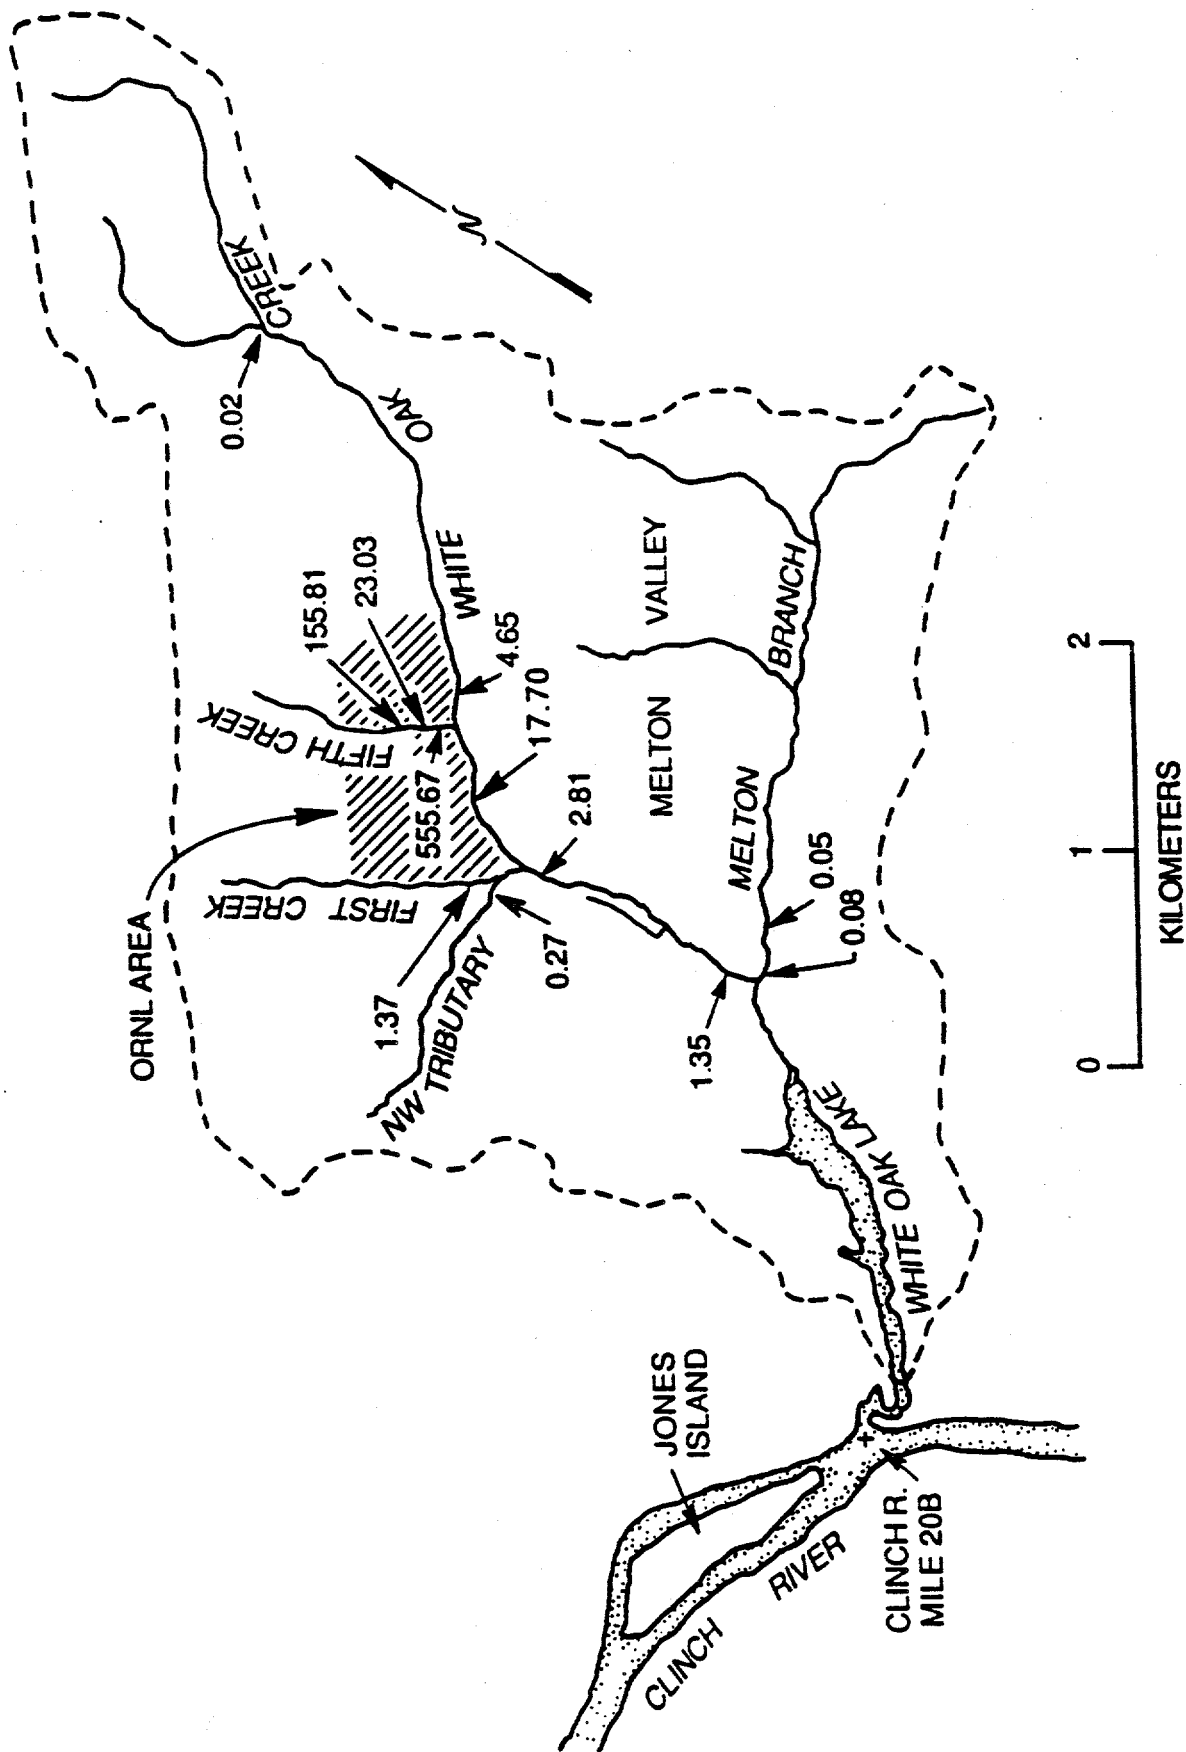 ORNL AREA
FIRST CREEK
FIFTH CREEK
NW TRIBUTARY
WHITE
OAK
CREEK
0.02
155.81
23.03
555.67
4.65
17.70
2.81
1.37
0.27
1.35
0.05
0.08
N
MELTON
VALLEY
MELTON
BRANCH
WHITE OAK LAKE
JONES
ISLAND
CLINCH
RIVER
CLINCH R.
MILE 20B
0
1
2
KILOMETERS